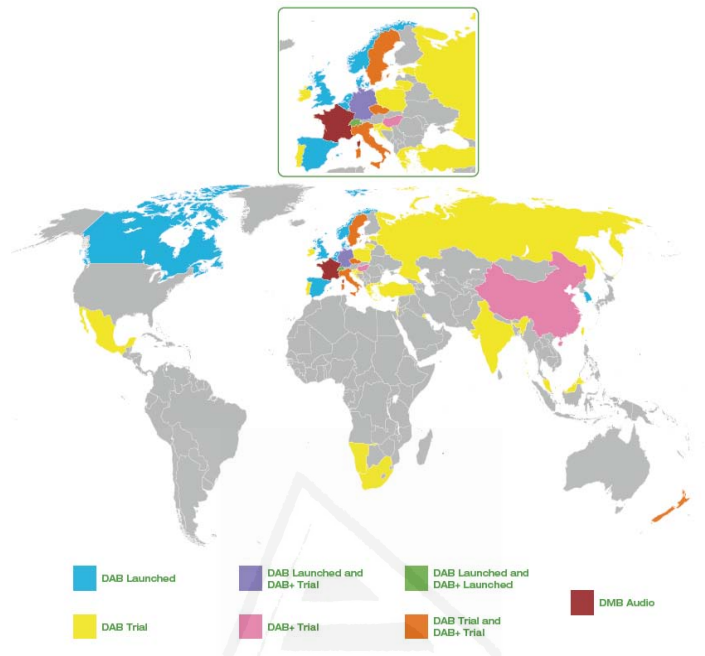 DAB Launched
DAB Launched and
DAB+ Trial
DAB Launched and
DAB+ Launched
DMB Audio
DAB Trial
DAB+ Trial
DAB Trial and
DAB+ Trial